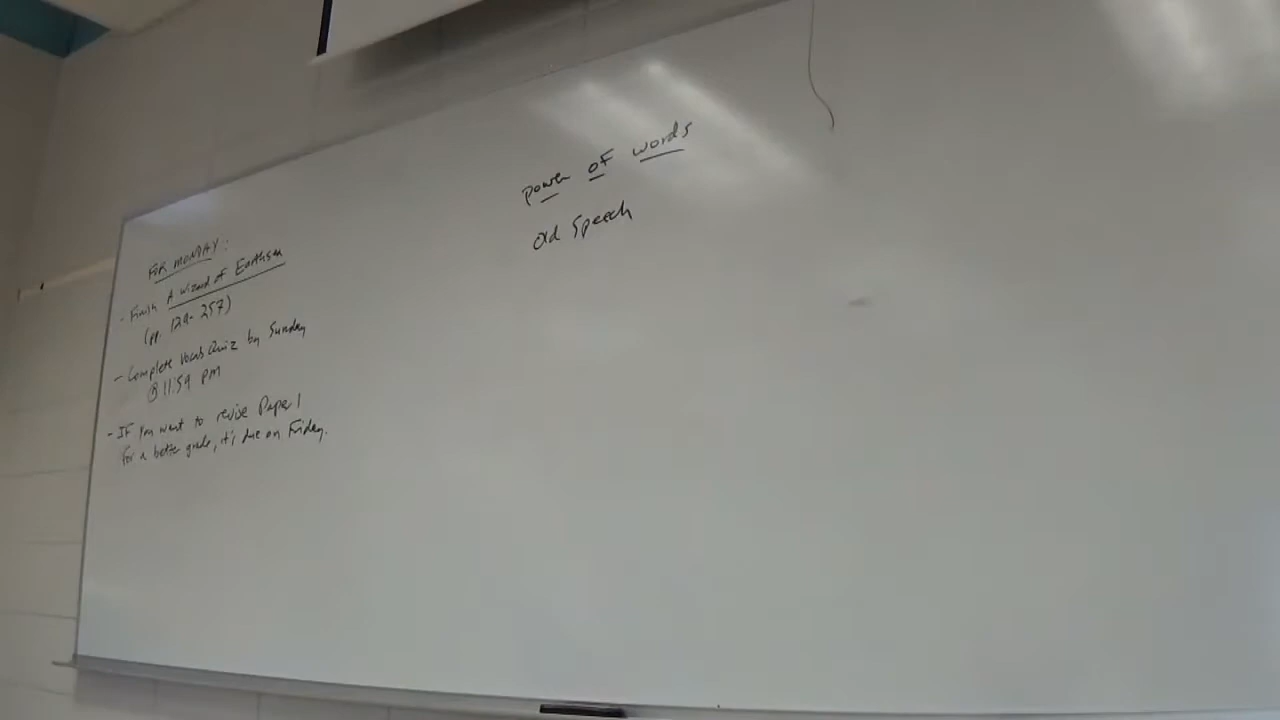 FOR MONDAY:
- Finish A Wizard of Earthsea
(pp. 129-257)
- Complete Vocab Quiz by Sunday
@ 11:59 PM
- IF you want to revise Paper 1
for a better grade, it's due on Friday.
power of words
Old Speech